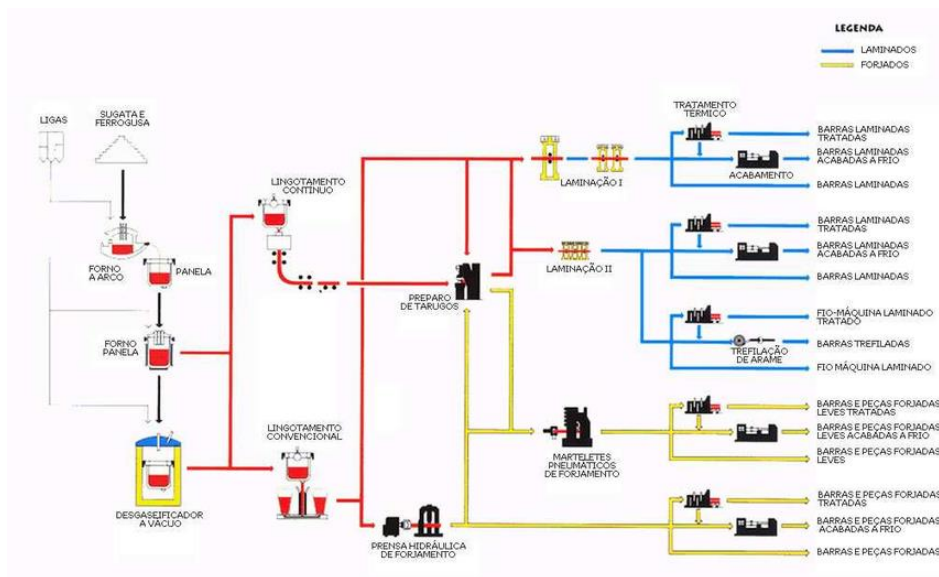 LEGENDA
LAMINADOS
FORJADOS
LIGAS
SUGATA E
FERROGUSA
FORNO
A ARCO
PANELA
FORNO
PANELA
DESGASEIFICADOR
A VÁCUO
LINGOTAMENTO
CONTÍNUO
LINGOTAMENTO
CONVENCIONAL
PREPARO
DE TARUGOS
PRENSA HIDRÁULICA
DE FORJAMENTO
LAMINAÇÃO I
LAMINAÇÃO II
MARTELETES
PNEUMÁTICOS
DE FORJAMENTO
TRATAMENTO
TÉRMICO
ACABAMENTO
TREFILAÇÃO
DE ARAME
BARRAS LAMINADAS
TRATADAS
BARRAS LAMINADAS
ACABADAS A FRIO
BARRAS LAMINADAS
BARRAS LAMINADAS
TRATADAS
BARRAS LAMINADAS
ACABADAS A FRIO
BARRAS LAMINADAS
FIO-MÁQUINA LAMINADO
TRATADO
BARRAS TREFILADAS
FIO MÁQUINA LAMINADO
BARRAS E PEÇAS FORJADAS
LEVES TRATADAS
BARRAS E PEÇAS FORJADAS
LEVES ACABADAS A FRIO
BARRAS E PEÇAS FORJADAS
LEVES
BARRAS E PEÇAS FORJADAS
TRATADAS
BARRAS E PEÇAS FORJADAS
ACABADAS A FRIO
BARRAS E PEÇAS FORJADAS